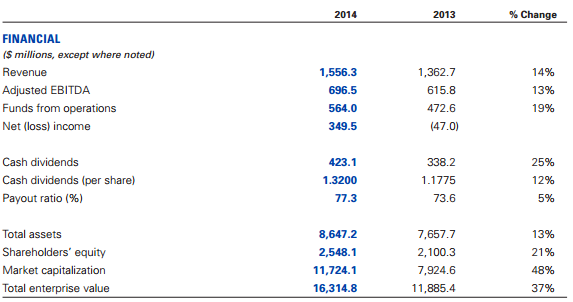 2014 2013 % Change
FINANCIAL
($ millions, except where noted)
Revenue 1,556.3 1,362.7 14%
Adjusted EBITDA 696.5 615.8 13%
Funds from operations 564.0 472.6 19%
Net (loss) income 349.5 (47.0)
Cash dividends 423.1 338.2 25%
Cash dividends (per share) 1.3200 1.1775 12%
Payout ratio (%) 77.3 73.6 5%
Total assets 8,647.2 7,657.7 13%
Shareholders' equity 2,548.1 2,100.3 21%
Market capitalization 11,724.1 7,924.6 48%
Total enterprise value 16,314.8 11,885.4 37%